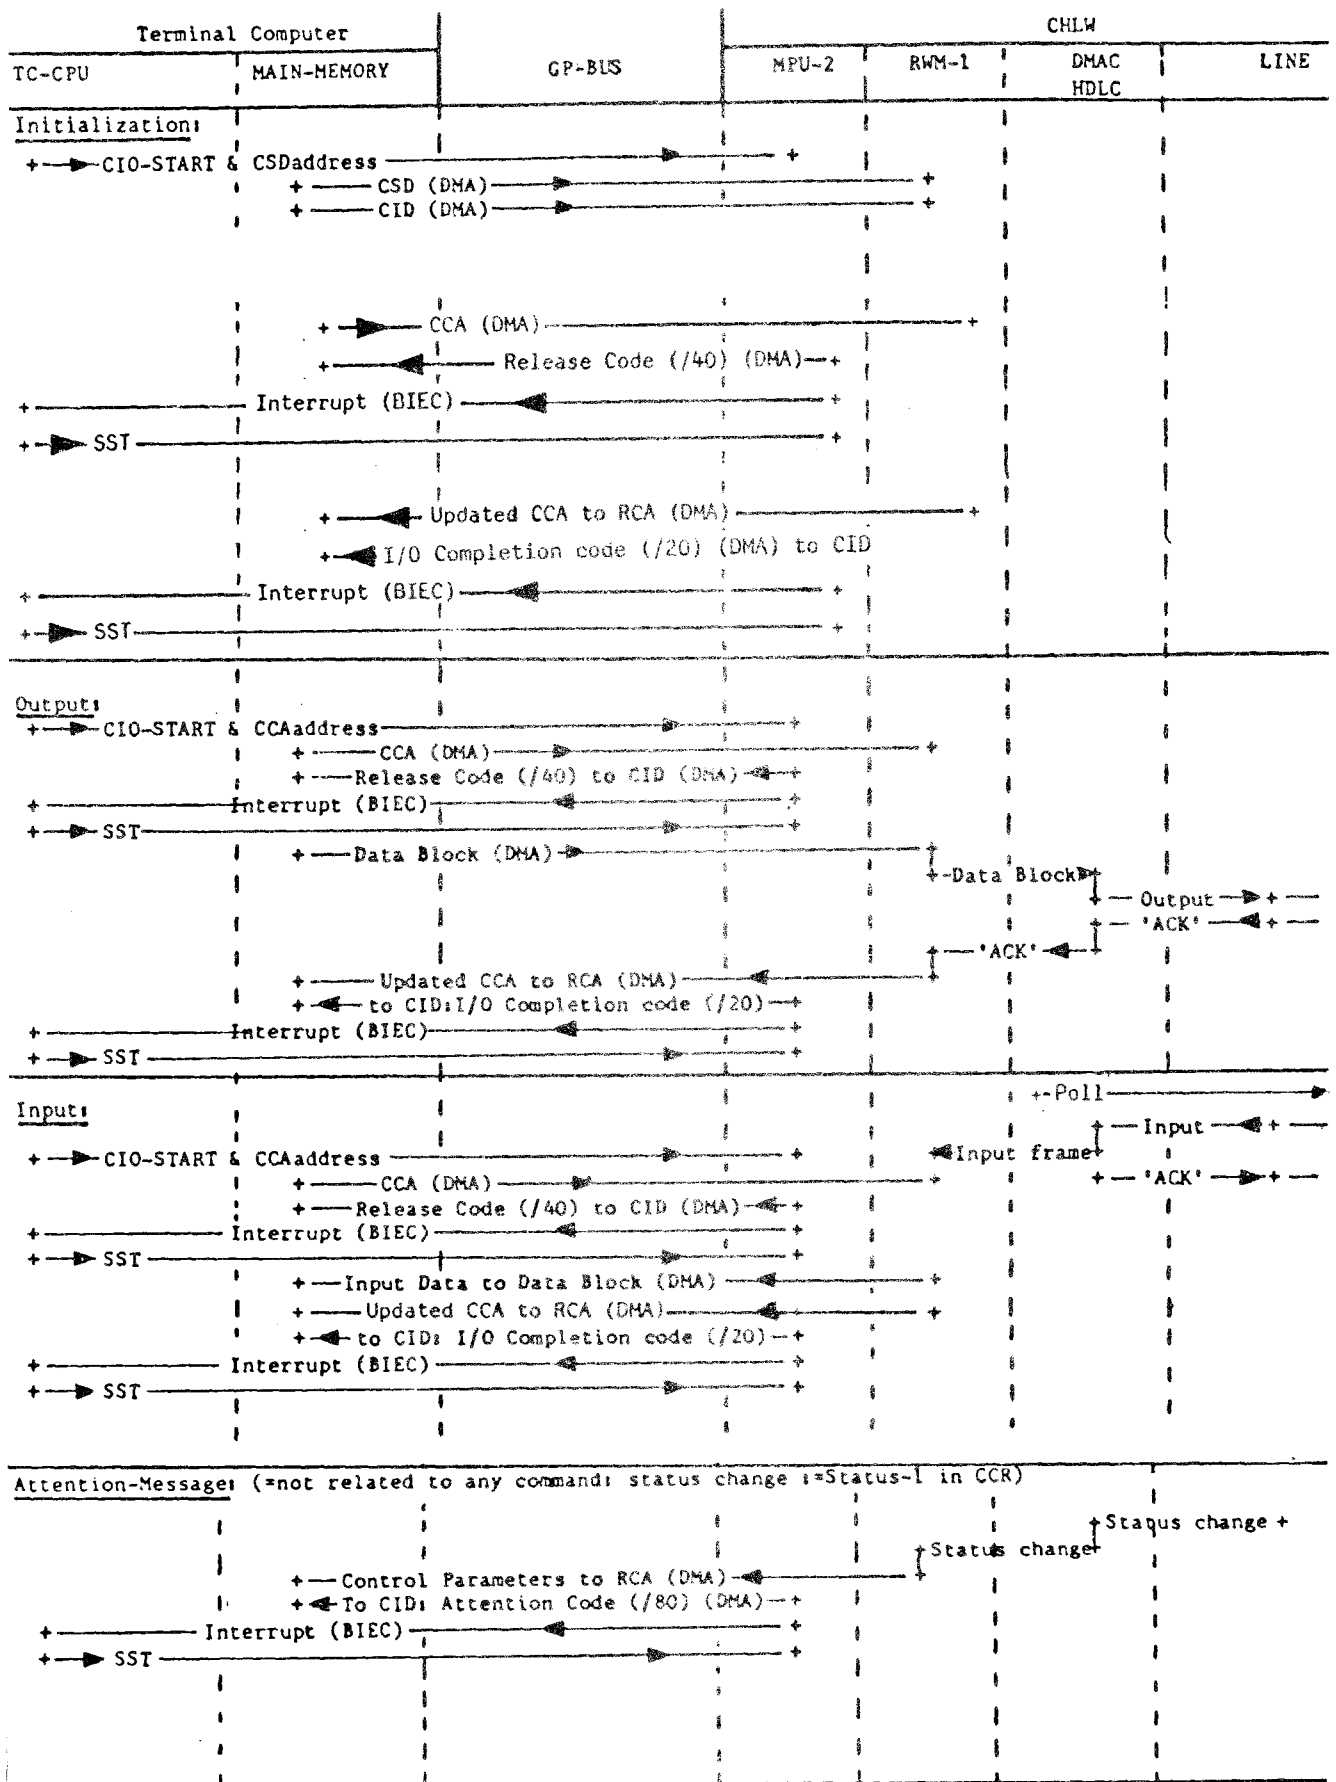 Terminal Computer CHLW
TC-CPU MAIN-MEMORY GP-BUS MPU-2 RWM-1 DMAC LINE
HDLC
Initialization:
CIO-START & CSDaddress
CSD (DMA)
CID (DMA)
CCA (DMA)
Release Code (/40) (DMA)
Interrupt (BIEC)
SST
Updated CCA to RCA (DMA)
I/O Completion code (/20) (DMA) to CID
Interrupt (BIEC)
SST
Output:
CIO-START & CCAaddress
CCA (DMA)
Release Code (/40) to CID (DMA)
Interrupt (BIEC)
SST
Data Block (DMA)
Data Block
Output
'ACK'
'ACK'
Updated CCA to RCA (DMA)
to CID:I/O Completion code (/20)
Interrupt (BIEC)
SST
Poll
Input:
Input
CIO-START & CCAaddress Input frame
CCA (DMA) 'ACK'
Release Code (/40) to CID (DMA)
Interrupt (BIEC)
SST
Input Data to Data Block (DMA)
Updated CCA to RCA (DMA)
to CID: I/O Completion code (/20)
Interrupt (BIEC)
SST
Attention-Message: (=not related to any command: status change :=Status-1 in CCR)
Status change
Status change
Control Parameters to RCA (DMA)
To CID: Attention Code (/80) (DMA)
Interrupt (BIEC)
SST